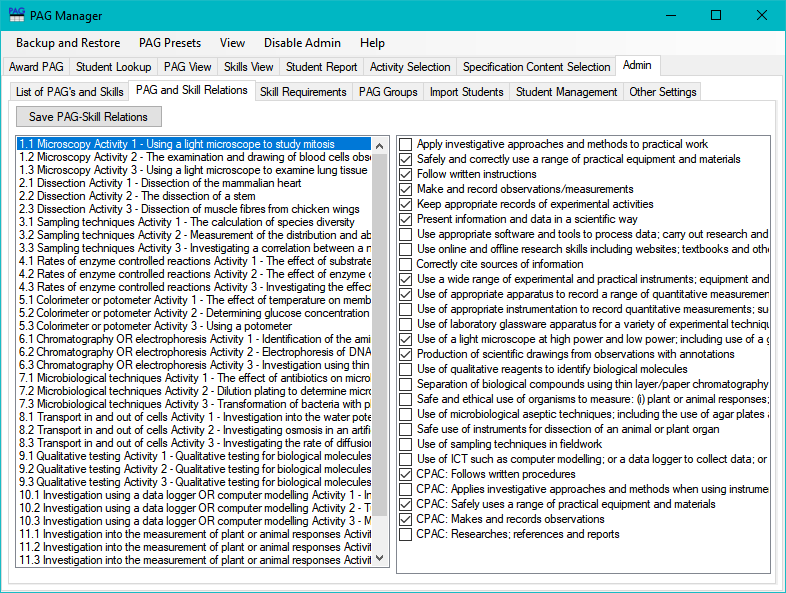 PAG Manager
Backup and Restore PAG Presets View Disable Admin Help
Award PAG Student Lookup PAG View Skills View Student Report Activity Selection Specification Content Selection Admin
List of PAG's and Skills PAG and Skill Relations Skill Requirements PAG Groups Import Students Student Management Other Settings
Save PAG-Skill Relations
1.1 Microscopy Activity 1 - Using a light microscope to study mitosis
1.2 Microscopy Activity 2 - The examination and drawing of blood cells obs
1.3 Microscopy Activity 3 - Using a light microscope to examine lung tissue
2.1 Dissection Activity 1 - Dissection of the mammalian heart
2.2 Dissection Activity 2 - The dissection of a stem
2.3 Dissection Activity 3 - Dissection of muscle fibres from chicken wings
3.1 Sampling techniques Activity 1 - The calculation of species diversity
3.2 Sampling techniques Activity 2 - Measurement of the distribution and ab
3.3 Sampling techniques Activity 3 - Investigating a correlation between a n
4.1 Rates of enzyme controlled reactions Activity 1 - The effect of substrate
4.2 Rates of enzyme controlled reactions Activity 2 - The effect of enzyme c
4.3 Rates of enzyme controlled reactions Activity 3 - Investigating the effec
5.1 Colorimeter or potometer Activity 1 - The effect of temperature on memb
5.2 Colorimeter or potometer Activity 2 - Determining glucose concentration
5.3 Colorimeter or potometer Activity 3 - Using a potometer
6.1 Chromatography OR electrophoresis Activity 1 - Identification of the ami
6.2 Chromatography OR electrophoresis Activity 2 - Electrophoresis of DNA
6.3 Chromatography OR electrophoresis Activity 3 - Investigation using thin
7.1 Microbiological techniques Activity 1 - The effect of antibiotics on micro
7.2 Microbiological techniques Activity 2 - Dilution plating to determine micro
7.3 Microbiological techniques Activity 3 - Transformation of bacteria with pl
8.1 Transport in and out of cells Activity 1 - Investigation into the water pote
8.2 Transport in and out of cells Activity 2 - Investigating osmosis in an artifi
8.3 Transport in and out of cells Activity 3 - Investigating the rate of diffusion
9.1 Qualitative testing Activity 1 - Qualitative testing for biological molecules
9.2 Qualitative testing Activity 2 - Qualitative testing for biological molecules
9.3 Qualitative testing Activity 3 - Qualitative testing for biological molecules
10.1 Investigation using a data logger OR computer modelling Activity 1 - In
10.2 Investigation using a data logger OR computer modelling Activity 2 - T
10.3 Investigation using a data logger OR computer modelling Activity 3 - M
11.1 Investigation into the measurement of plant or animal responses Activit
11.2 Investigation into the measurement of plant or animal responses Activit
11.3 Investigation into the measurement of plant or animal responses Activit
Apply investigative approaches and methods to practical work
Safely and correctly use a range of practical equipment and materials
Follow written instructions
Make and record observations/measurements
Keep appropriate records of experimental activities
Present information and data in a scientific way
Use appropriate software and tools to process data; carry out research and
Use online and offline research skills including websites; textbooks and othe
Correctly cite sources of information
Use a wide range of experimental and practical instruments; equipment and
Use of appropriate apparatus to record a range of quantitative measuremen
Use of appropriate instrumentation to record quantitative measurements; su
Use of laboratory glassware apparatus for a variety of experimental techniqu
Use of a light microscope at high power and low power; including use of a g
Production of scientific drawings from observations with annotations
Use of qualitative reagents to identify biological molecules
Separation of biological compounds using thin layer/paper chromatography
Safe and ethical use of organisms to measure: (i) plant or animal responses;
Use of microbiological aseptic techniques; including the use of agar plates a
Safe use of instruments for dissection of an animal or plant organ
Use of sampling techniques in fieldwork
Use of ICT such as computer modelling; or a data logger to collect data; or
CPAC: Follows written procedures
CPAC: Applies investigative approaches and methods when using instrume
CPAC: Safely uses a range of practical equipment and materials
CPAC: Makes and records observations
CPAC: Researches; references and reports